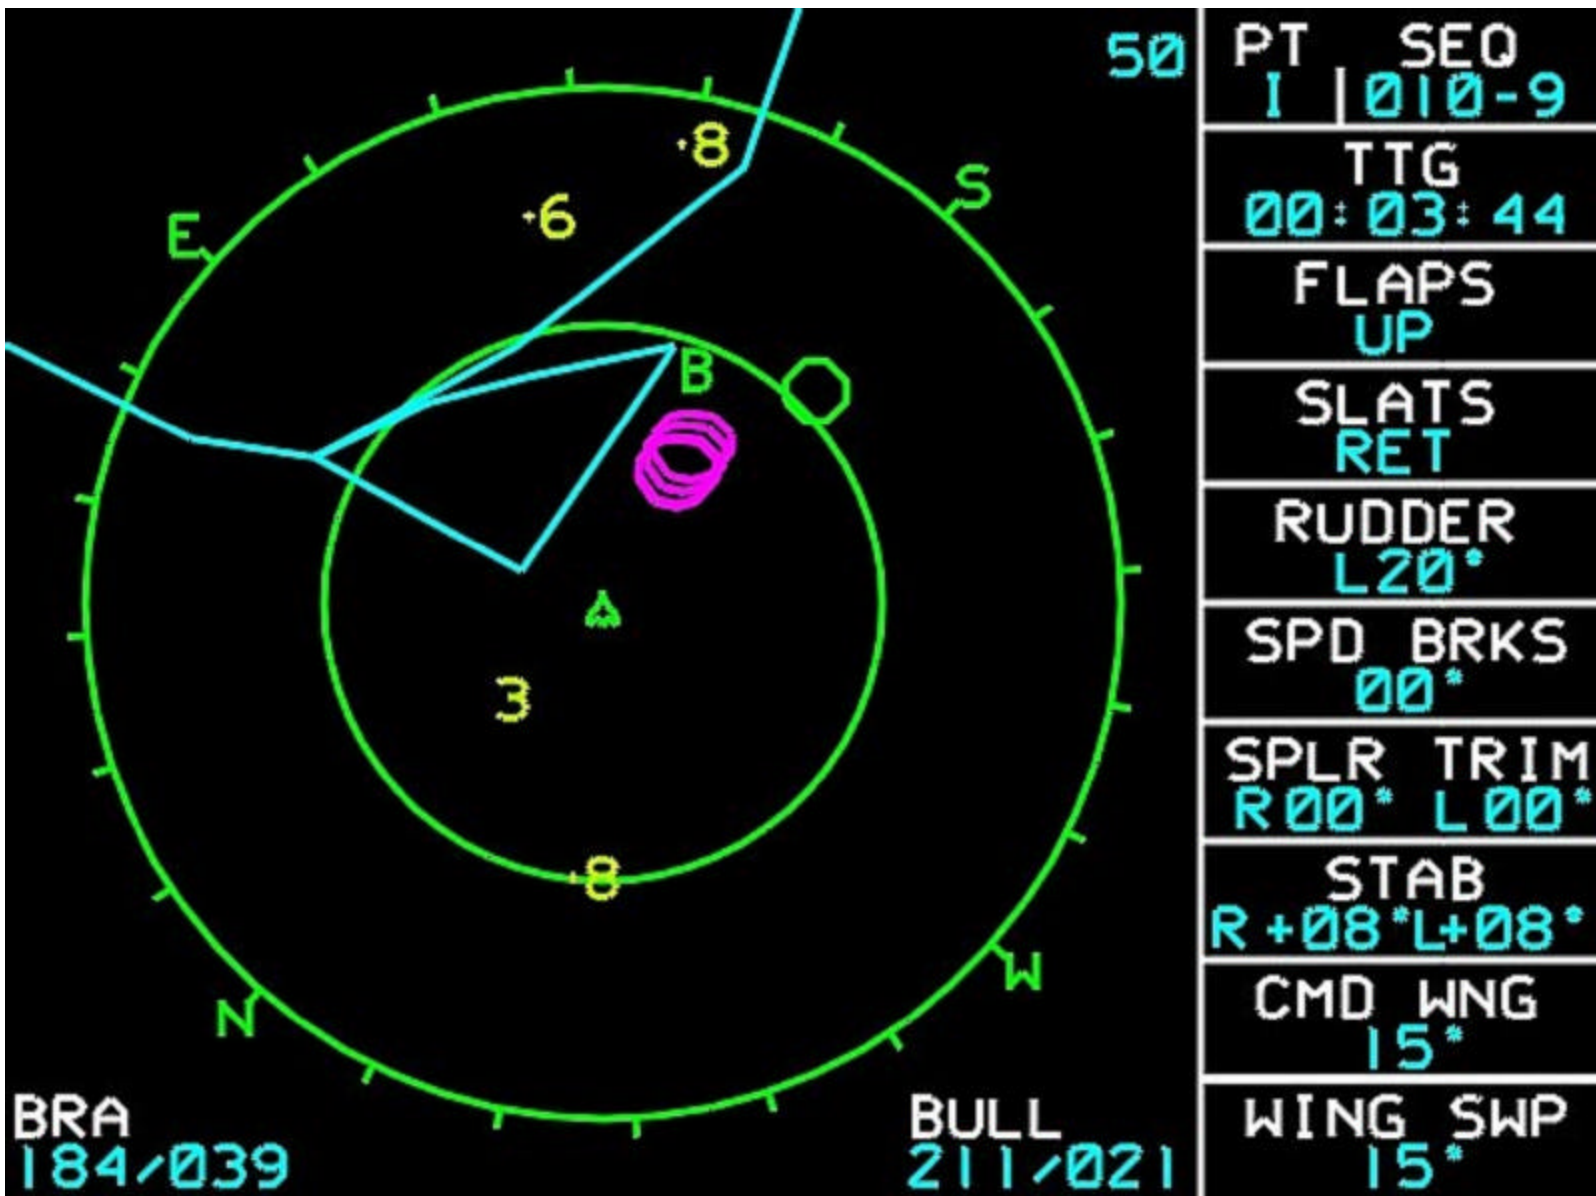 50
·8
+6
S
E
B
3
·8
N
W
BRA
184/039
BULL
211/021
PT SEQ
I |010-9
TTG
00:03:44
FLAPS
UP
SLATS
RET
RUDDER
L20°
SPD BRKS
00°
SPLR TRIM
R00° L00°
STAB
R+08°L+08°
CMD WNG
15°
WING SWP
15°